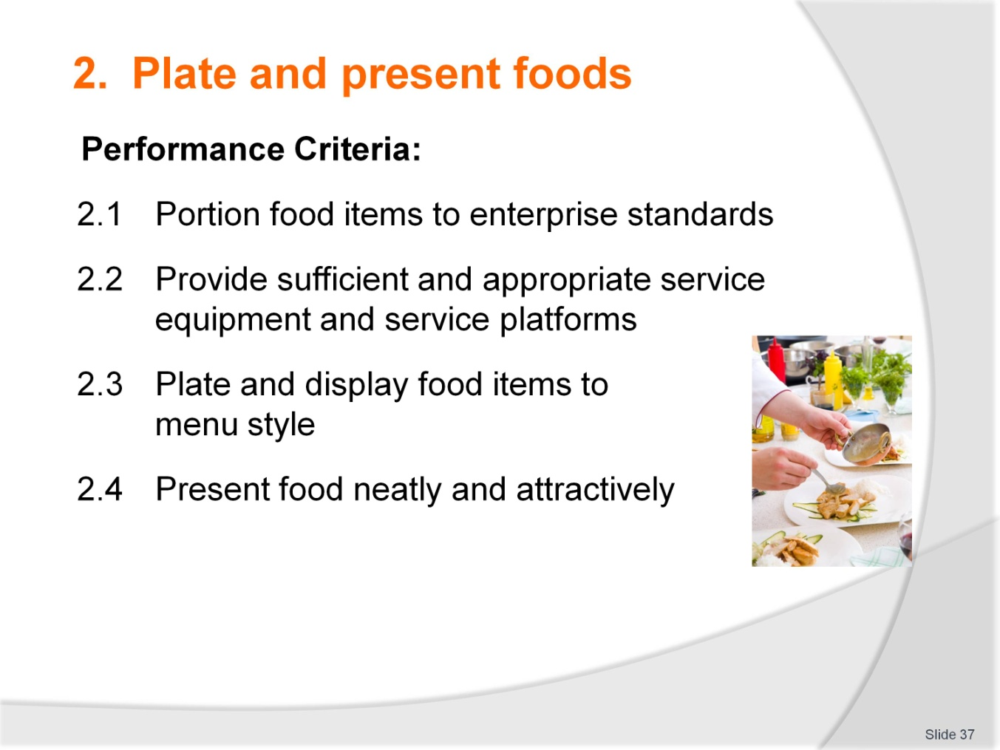 2. Plate and present foods
Performance Criteria:
2.1 Portion food items to enterprise standards
2.2 Provide sufficient and appropriate service
equipment and service platforms
2.3 Plate and display food items to
menu style
2.4 Present food neatly and attractively
Slide 37